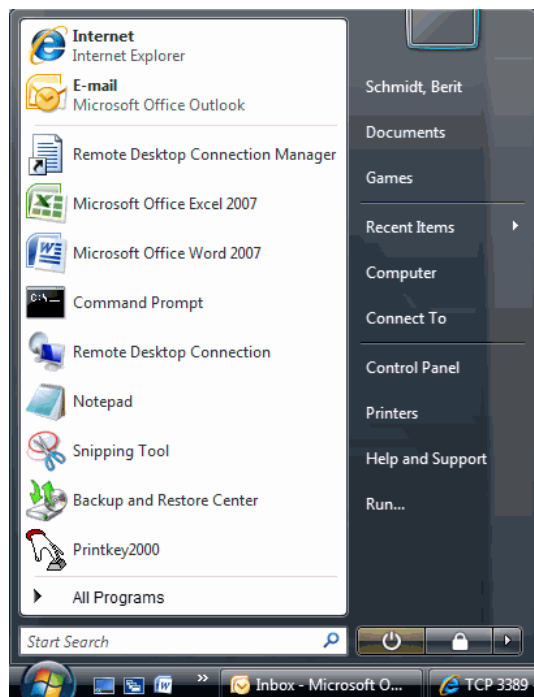 Internet
Internet Explorer
E-mail
Microsoft Office Outlook
Remote Desktop Connection Manager
Microsoft Office Excel 2007
Microsoft Office Word 2007
Command Prompt
Remote Desktop Connection
Notepad
Snipping Tool
Backup and Restore Center
Printkey2000
All Programs
Start Search
Schmidt, Berit
Documents
Games
Recent Items
Computer
Connect To
Control Panel
Printers
Help and Support
Run...
Inbox - Microsoft O...
TCP 3389